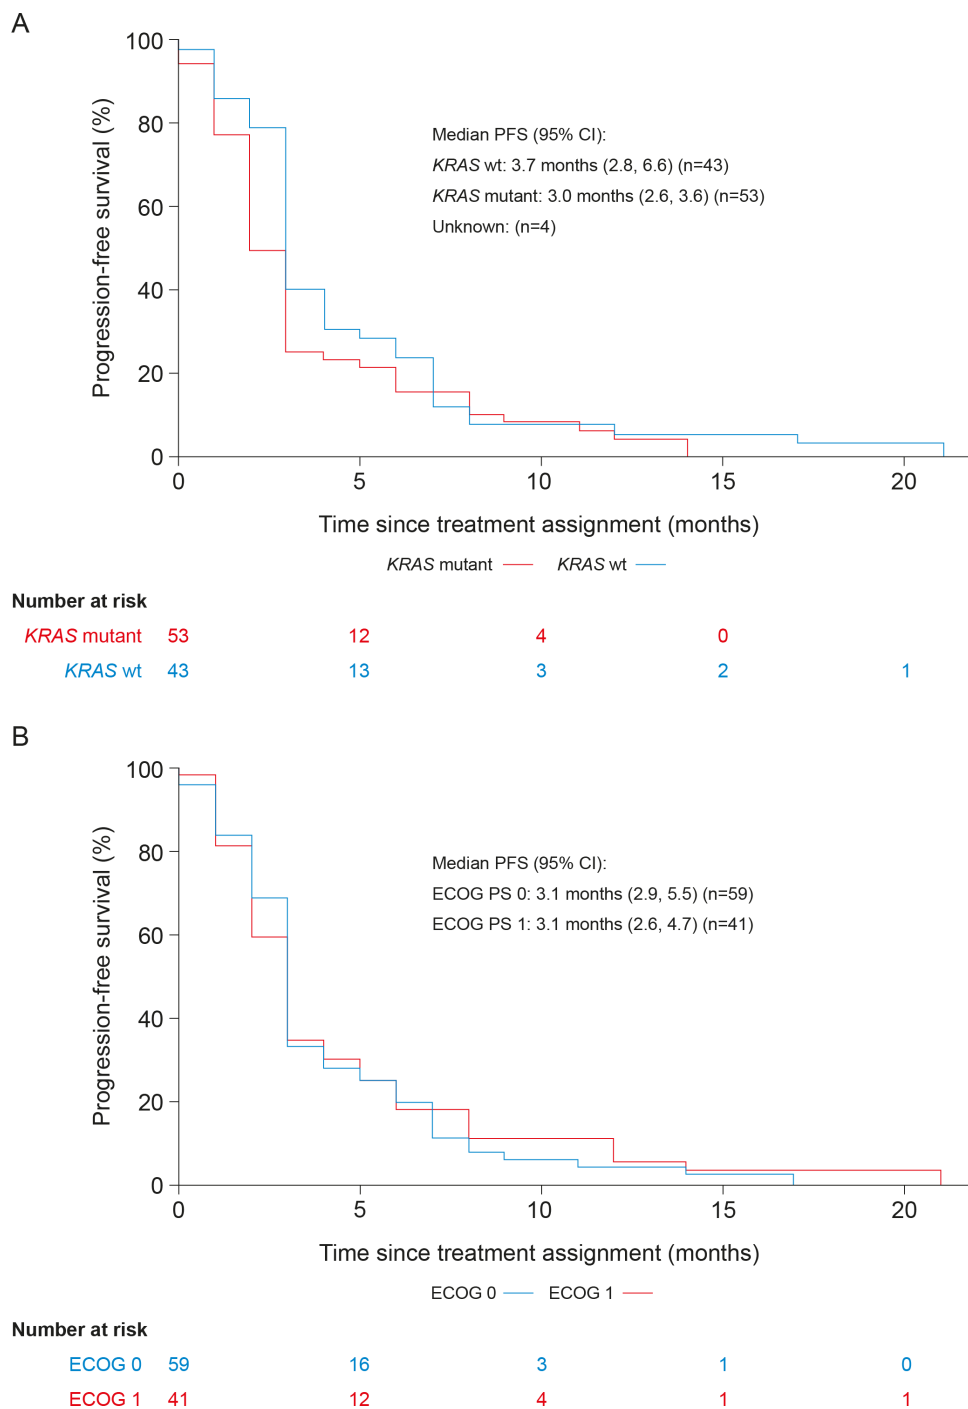 A
100
80
60
40
20
0
Progression-free survival (%)
Median PFS (95% CI):
KRAS wt: 3.7 months (2.8, 6.6) (n=43)
KRAS mutant: 3.0 months (2.6, 3.6) (n=53)
Unknown: (n=4)
0 5 10 15 20
Time since treatment assignment (months)
KRAS mutant KRAS wt
Number at risk
KRAS mutant 53 12 4 0
KRAS wt 43 13 3 2 1
B
100
80
60
40
20
0
Progression-free survival (%)
Median PFS (95% CI):
ECOG PS 0: 3.1 months (2.9, 5.5) (n=59)
ECOG PS 1: 3.1 months (2.6, 4.7) (n=41)
0 5 10 15 20
Time since treatment assignment (months)
ECOG 0 ECOG 1
Number at risk
ECOG 0 59 16 3 1 0
ECOG 1 41 12 4 1 1